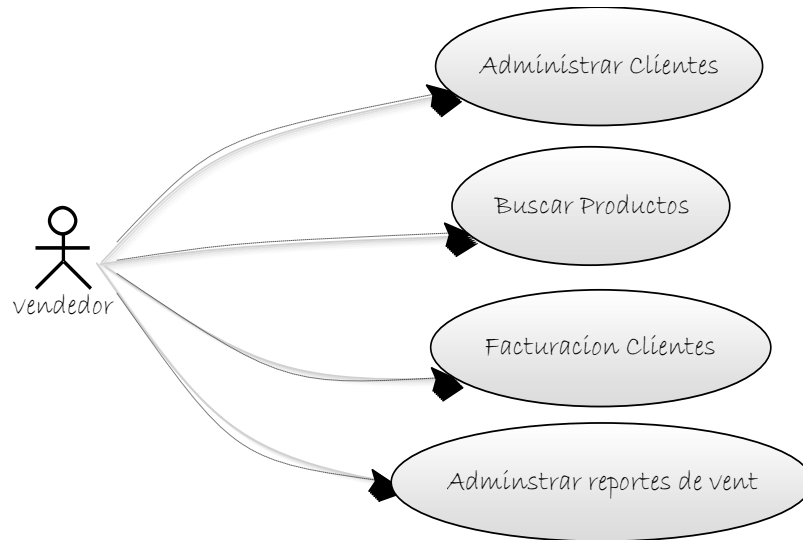 Administrar Clientes
Buscar Productos
vendedor
Facturacion Clientes
Adminstrar reportes de vent